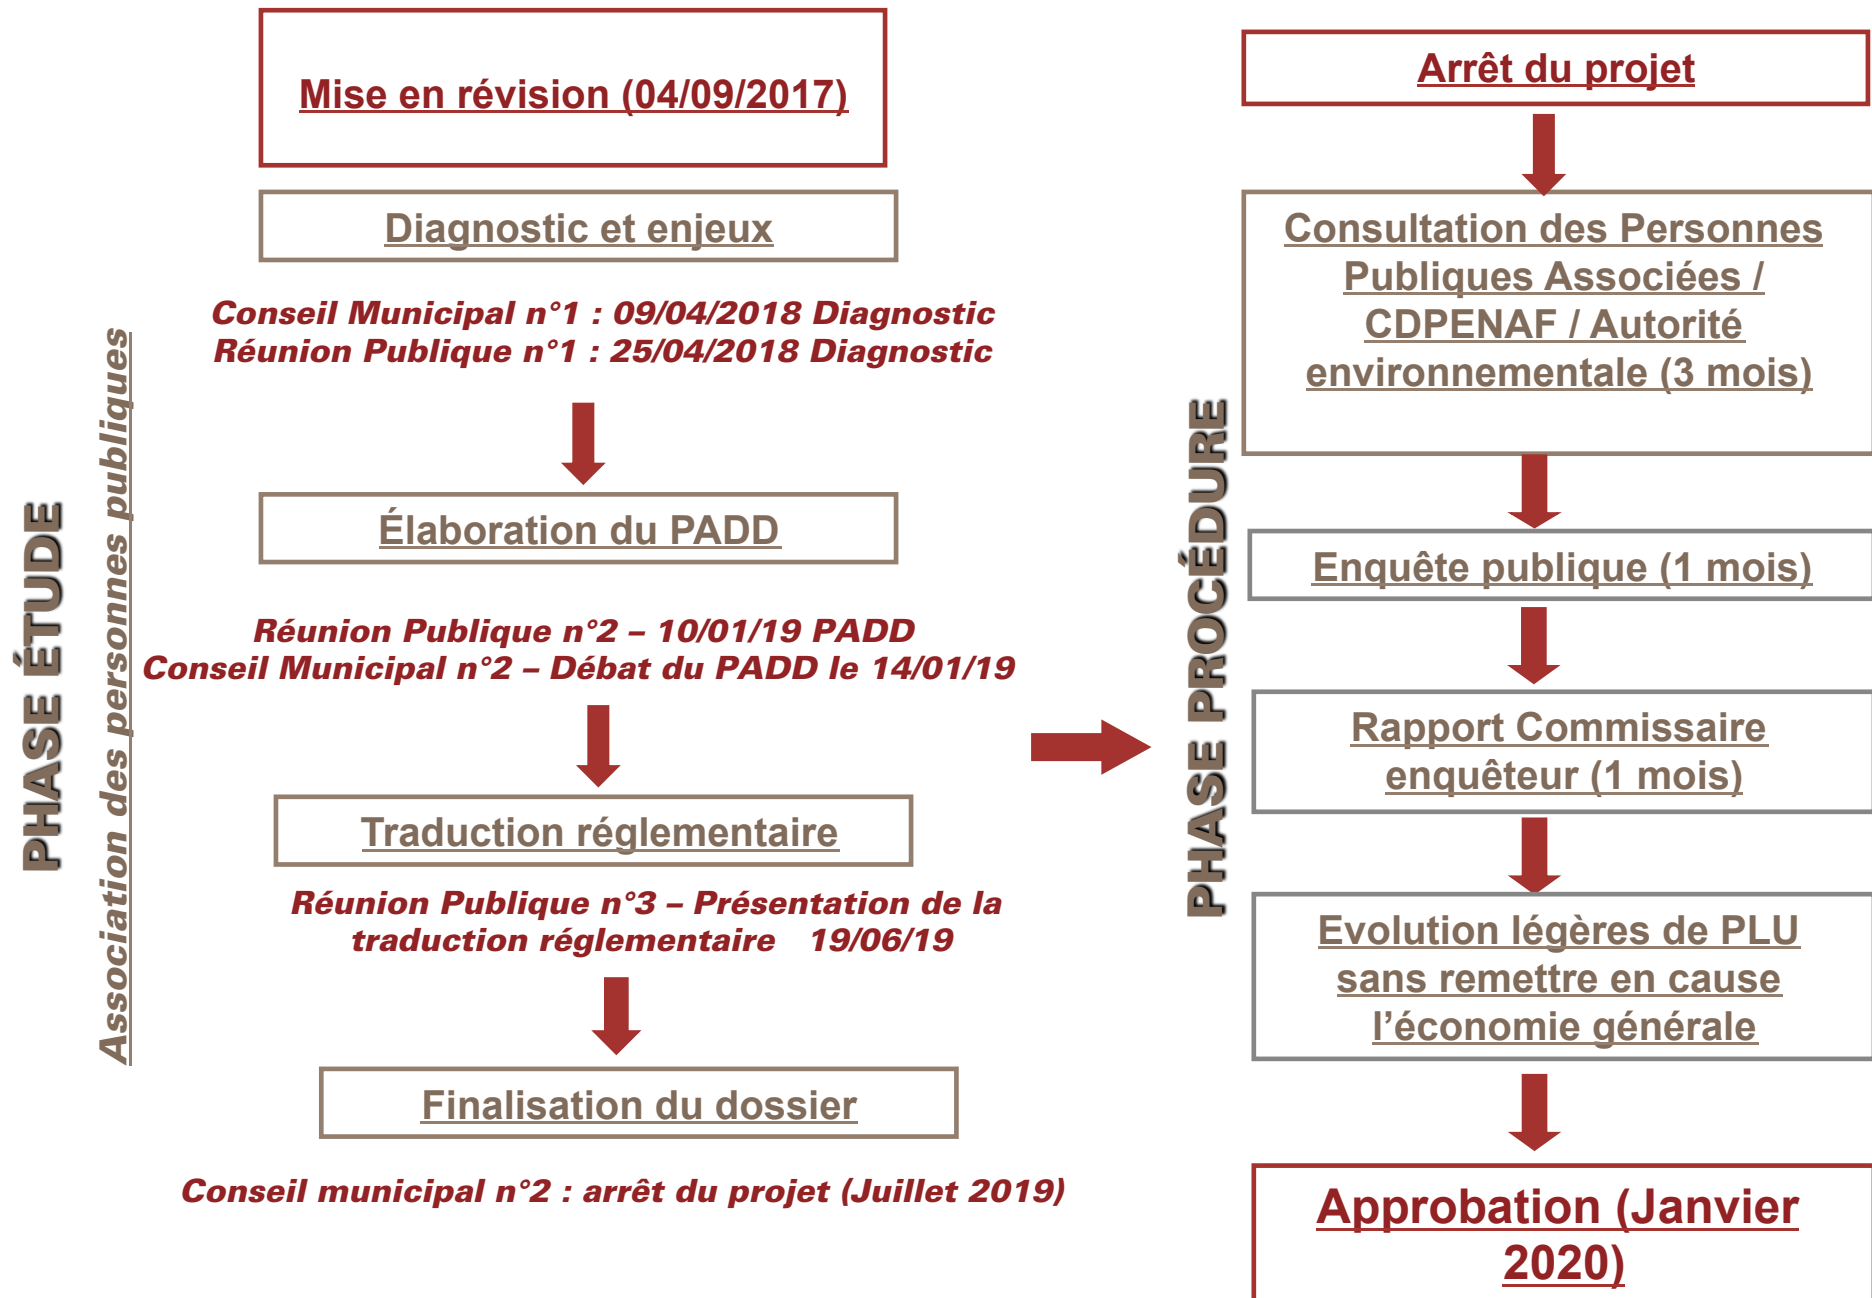 PHASE ÉTUDE
Association des personnes publiques
Mise en révision (04/09/2017)
Diagnostic et enjeux
Conseil Municipal n°1 : 09/04/2018 Diagnostic
Réunion Publique n°1 : 25/04/2018 Diagnostic
Élaboration du PADD
Réunion Publique n°2 – 10/01/19 PADD
Conseil Municipal n°2 – Débat du PADD le 14/01/19
Traduction réglementaire
Réunion Publique n°3 – Présentation de la
traduction réglementaire 19/06/19
Finalisation du dossier
Conseil municipal n°2 : arrêt du projet (Juillet 2019)
PHASE PROCÉDURE
Arrêt du projet
Consultation des Personnes
Publiques Associées /
CDPENAF / Autorité
environnementale (3 mois)
Enquête publique (1 mois)
Rapport Commissaire
enquêteur (1 mois)
Evolution légères de PLU
sans remettre en cause
l'économie générale
Approbation (Janvier
2020)